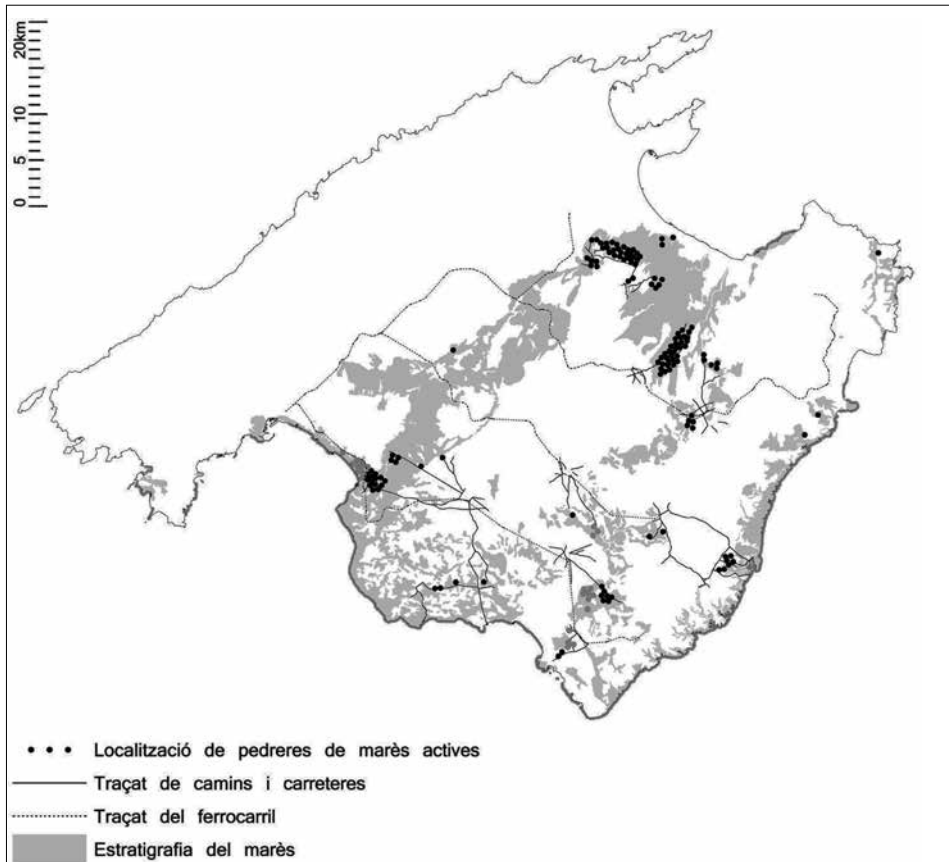 20km
10
5
0
Localització de pedreres de marès actives
Traçat de camins i carreteres
Traçat del ferrocarril
Estratigrafia del marès